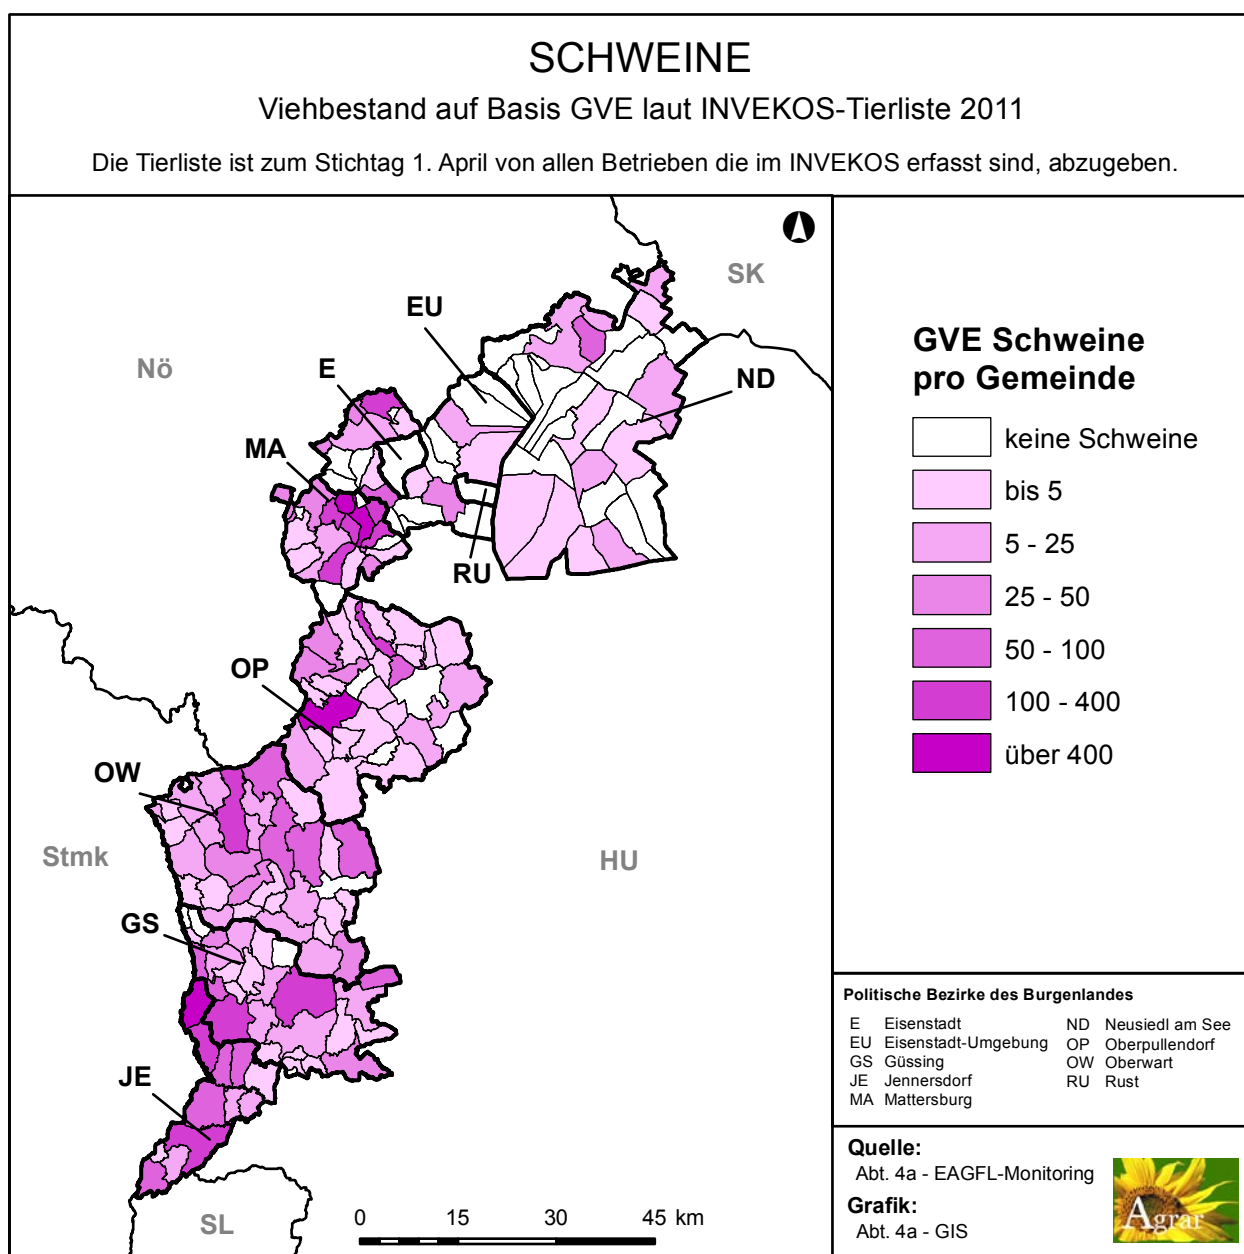 SCHWEINE
Viehbestand auf Basis GVE laut INVEKOS-Tierliste 2011
Die Tierliste ist zum Stichtag 1. April von allen Betrieben die im INVEKOS erfasst sind, abzugeben.
SK
EU
Nö
E
ND
MA
RU
OP
OW
Stmk
HU
GS
JE
SL
0 15 30 45 km
GVE Schweine
pro Gemeinde
keine Schweine
bis 5
5 - 25
25 - 50
50 - 100
100 - 400
über 400
Politische Bezirke des Burgenlandes
E Eisenstadt
EU Eisenstadt-Umgebung
GS Güssing
JE Jennersdorf
MA Mattersburg
ND Neusiedl am See
OP Oberpullendorf
OW Oberwart
RU Rust
Quelle:
Abt. 4a - EAGFL-Monitoring
Grafik:
Abt. 4a - GIS
Agrar